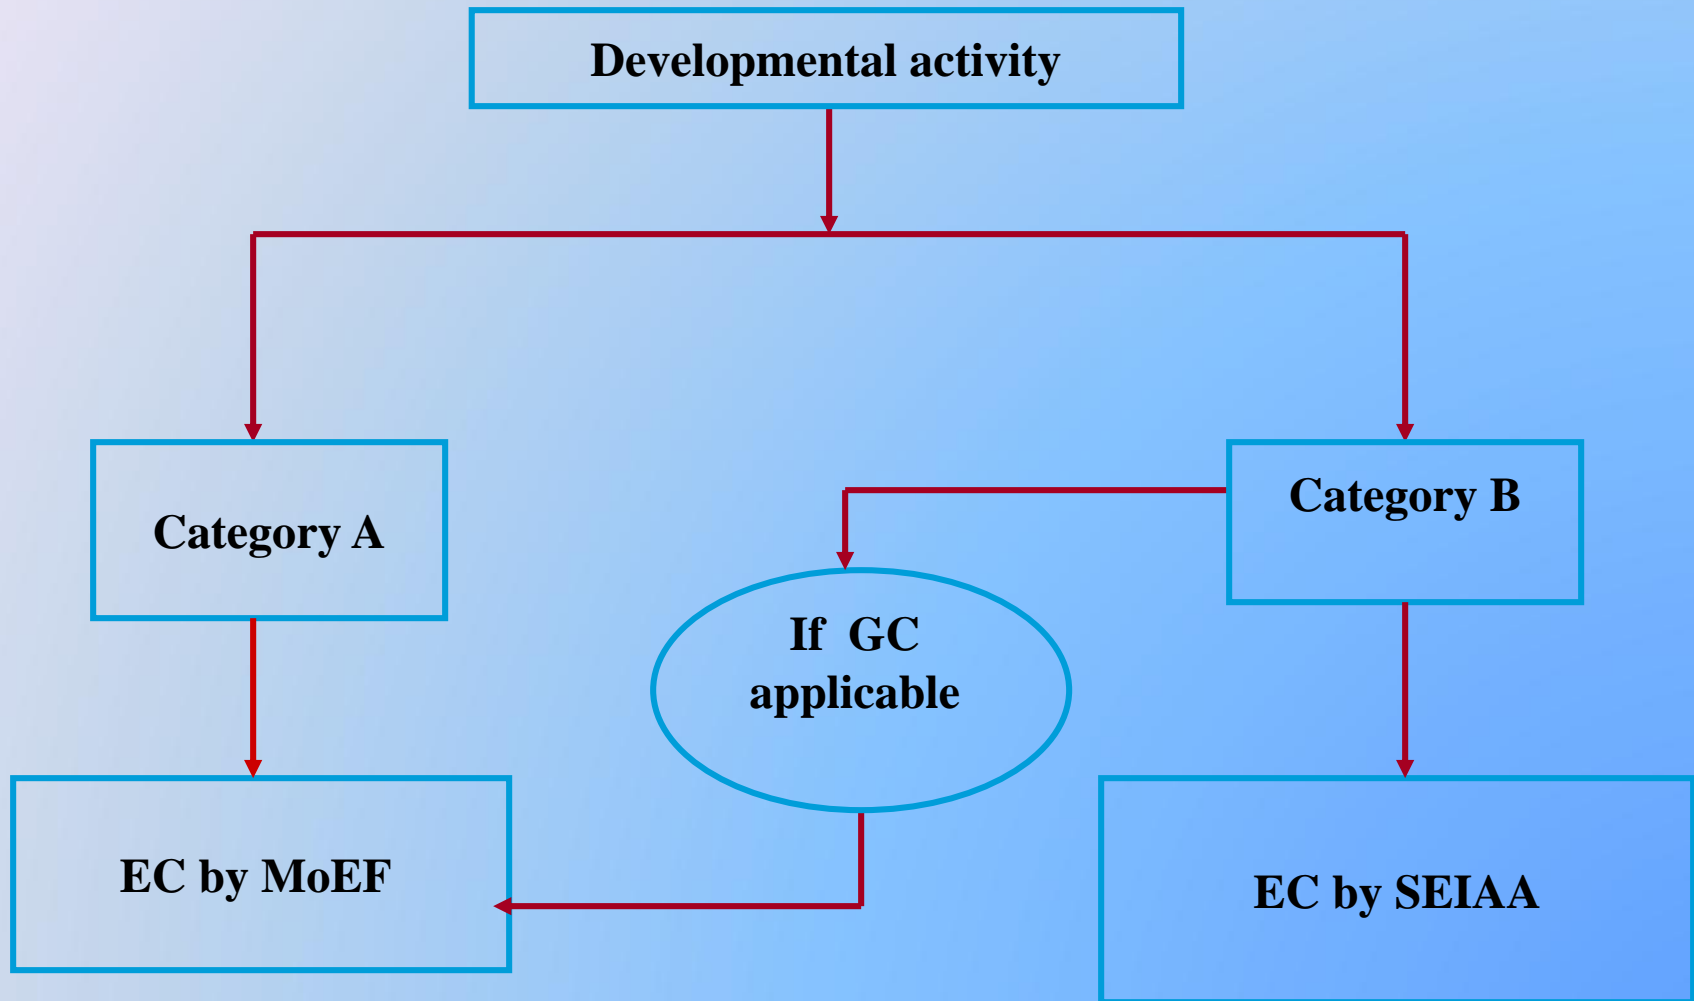 Developmental activity
Category A
Category B
If GC
applicable
EC by MoEF
EC by SEIAA